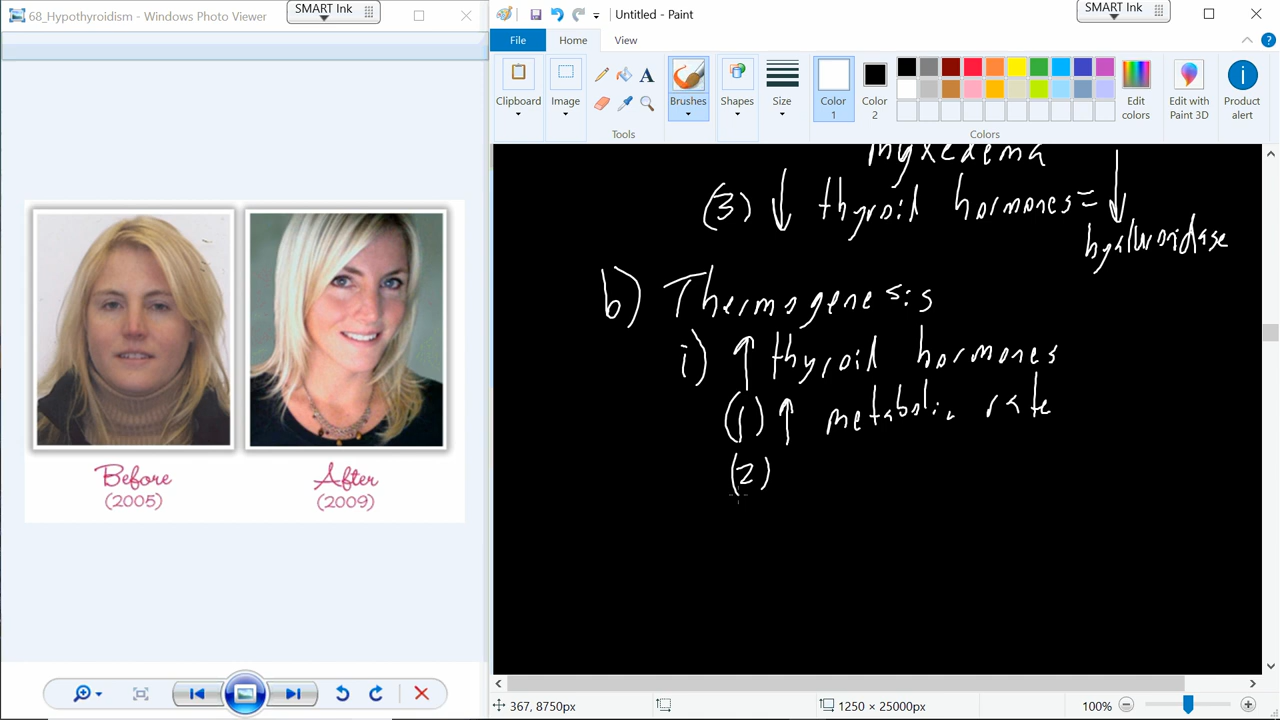 68_Hypothyroidism - Windows Photo Viewer
SMART Ink
Untitled - Paint
SMART Ink
File
Home
View
Clipboard
Image
Tools
Brushes
Shapes
Size
Color 1
Color 2
Edit colors
Edit with Paint 3D
Product alert
Colors
Before
(2005)
After
(2009)
myxedema
(3) ↓ thyroid hormones = ↓
hyaluronidase
b) Thermogenesis
i) ↑ thyroid hormones
(1) ↑ metabolic rate
(2)
367, 8750px
1250 × 25000px
100%